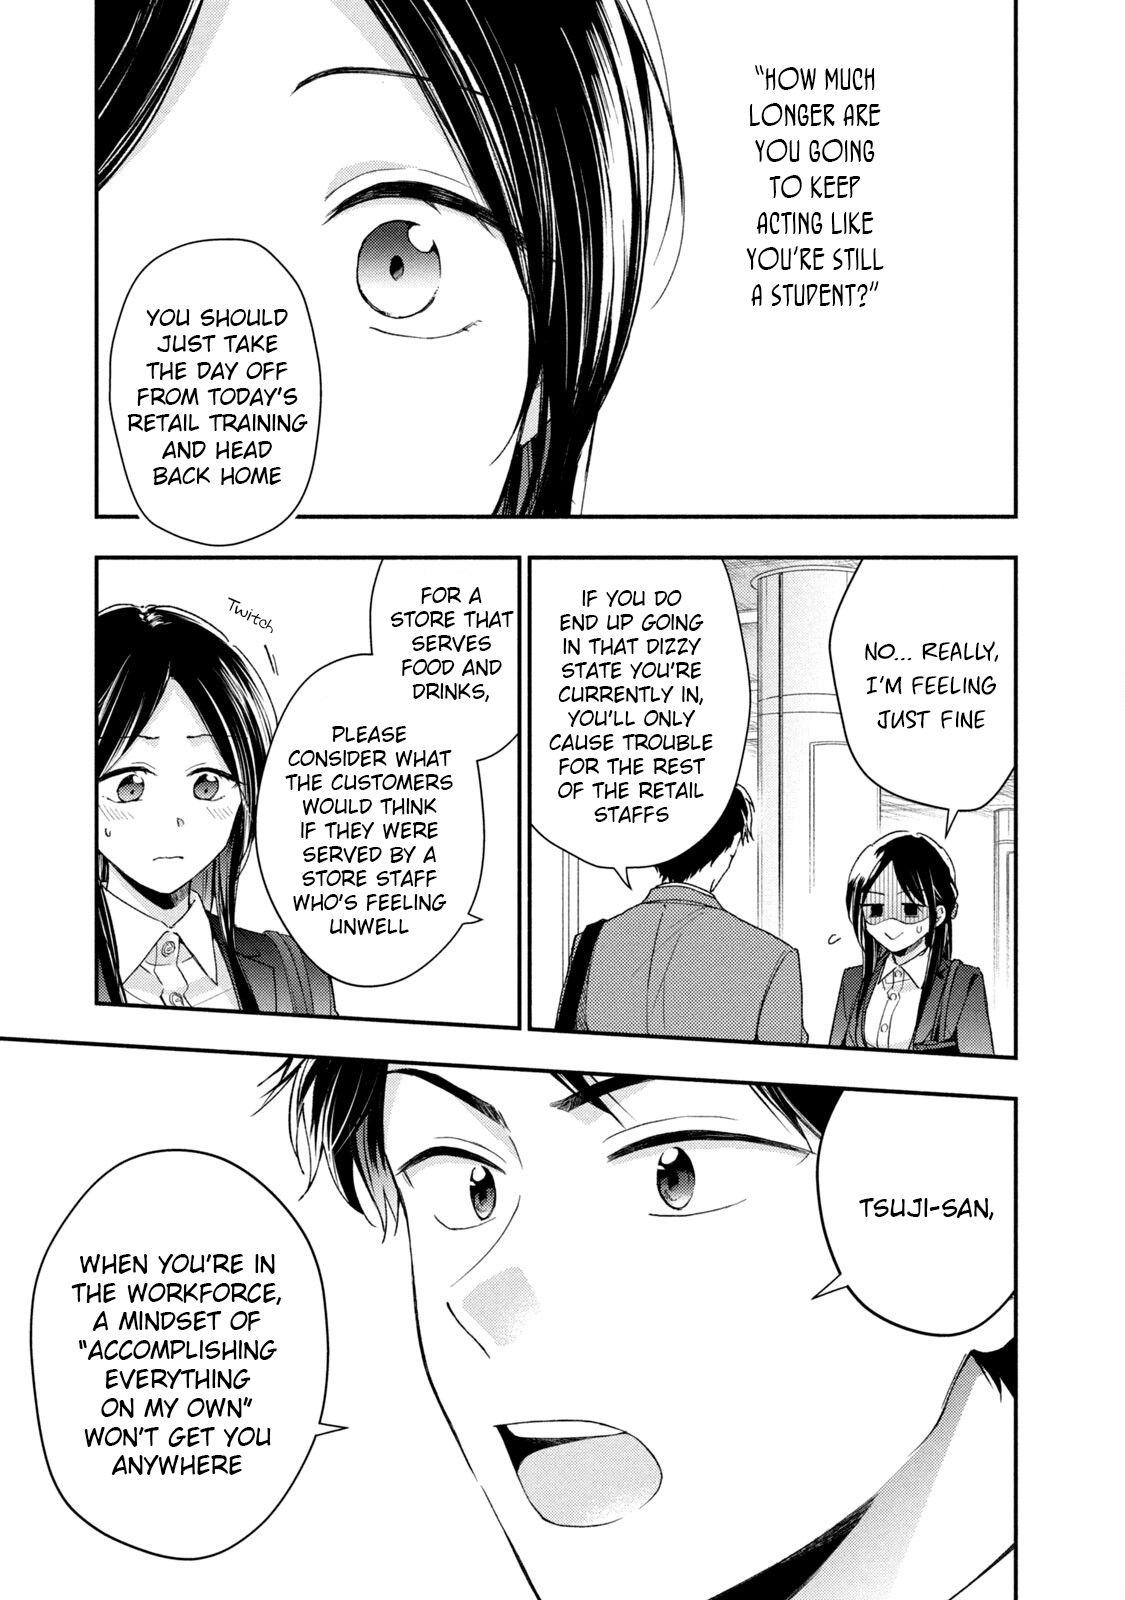 "HOW MUCH
LONGER ARE
YOU GOING
TO KEEP
ACTING LIKE
YOU'RE STILL
A STUDENT?"
YOU SHOULD
JUST TAKE
THE DAY OFF
FROM TODAY'S
RETAIL TRAINING
AND HEAD
BACK HOME
NO... REALLY,
I'M FEELING
JUST FINE
IF YOU DO
END UP GOING
IN THAT DIZZY
STATE YOU'RE
CURRENTLY IN,
YOU'LL ONLY
CAUSE TROUBLE
FOR THE REST
OF THE RETAIL
STAFFS
FOR A
STORE THAT
SERVES
FOOD AND
DRINKS,
PLEASE
CONSIDER WHAT
THE CUSTOMERS
WOULD THINK
IF THEY WERE
SERVED BY A
STORE STAFF
WHO'S FEELING
UNWELL
Twitch
TSUJI-SAN,
WHEN YOU'RE IN
THE WORKFORCE,
A MINDSET OF
"ACCOMPLISHING
EVERYTHING
ON MY OWN"
WON'T GET YOU
ANYWHERE